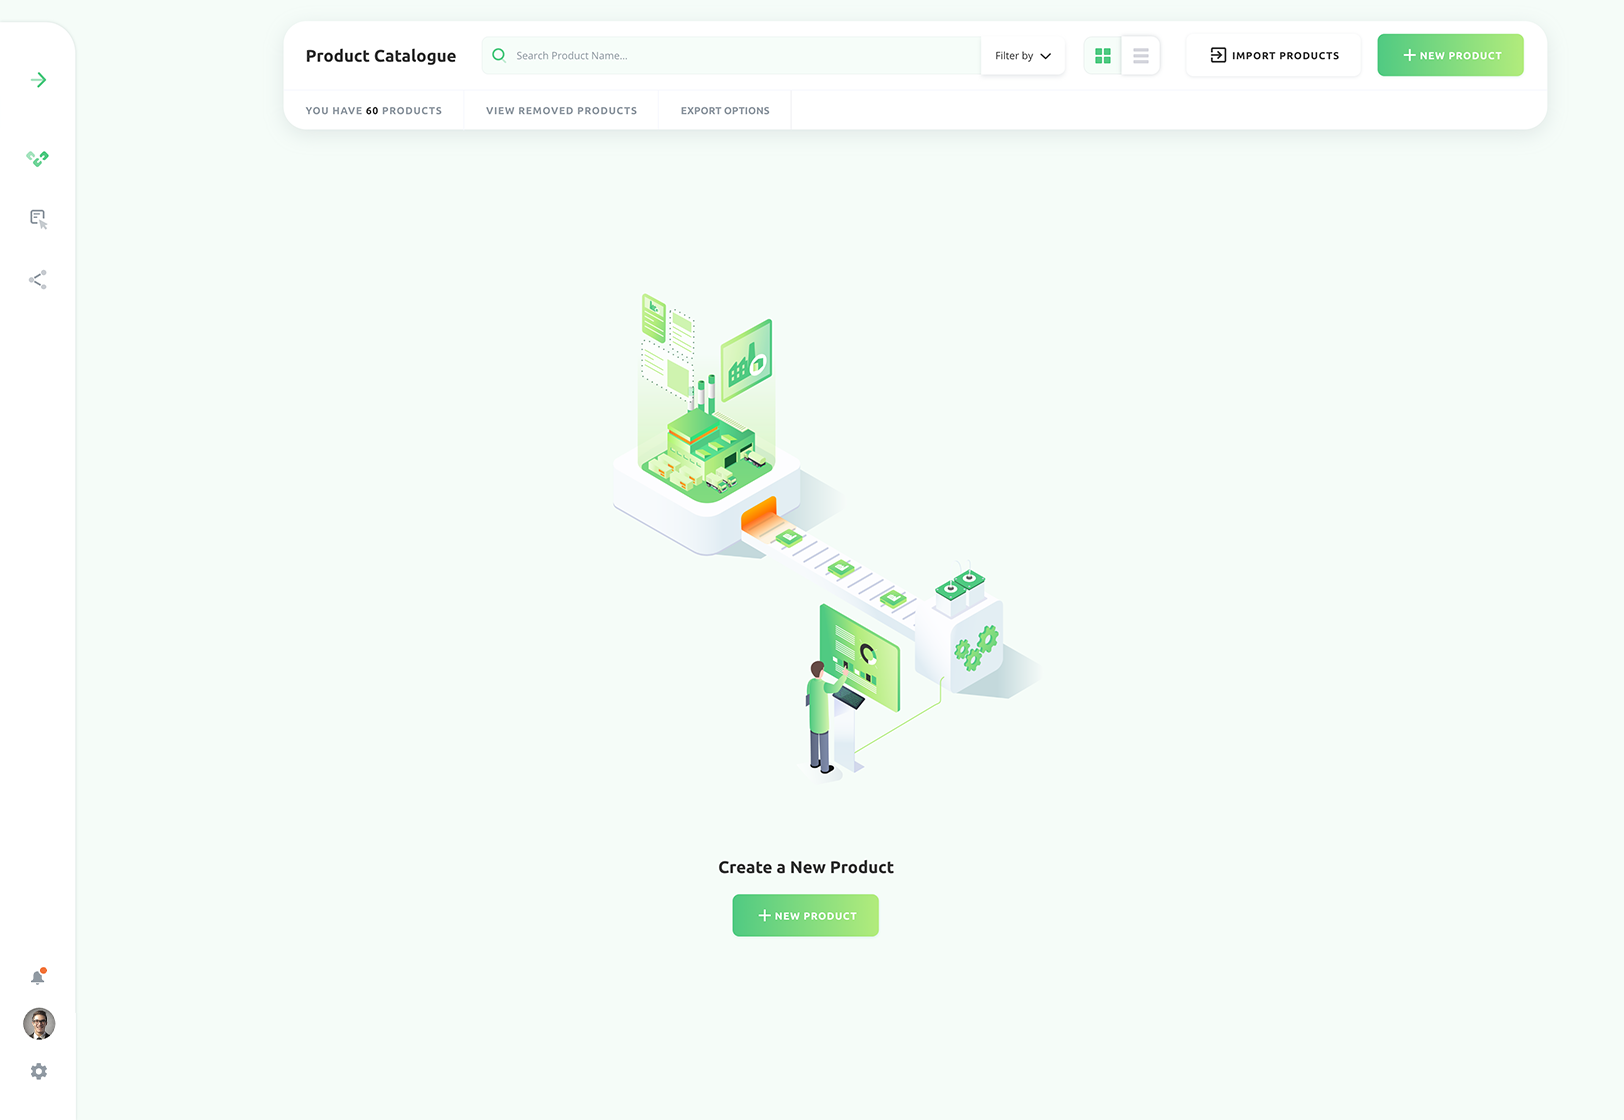 Product Catalogue
Search Product Name...
Filter by
IMPORT PRODUCTS
NEW PRODUCT
YOU HAVE 60 PRODUCTS
VIEW REMOVED PRODUCTS
EXPORT OPTIONS
Create a New Product
NEW PRODUCT